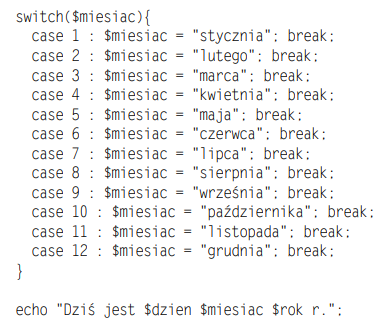 switch($miesiac){
case 1 : $miesiac = "stycznia"; break;
case 2 : $miesiac = "lutego"; break;
case 3 : $miesiac = "marca"; break;
case 4 : $miesiac = "kwietnia"; break;
case 5 : $miesiac = "maja"; break;
case 6 : $miesiac = "czerwca"; break;
case 7 : $miesiac = "lipca"; break;
case 8 : $miesiac = "sierpnia"; break;
case 9 : $miesiac = "września"; break;
case 10 : $miesiac = "października"; break;
case 11 : $miesiac = "listopada"; break;
case 12 : $miesiac = "grudnia"; break;
}
echo "Dziś jest $dzien $miesiac $rok r.";